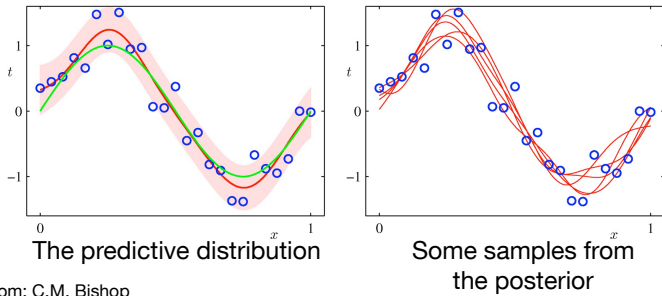 1
t
0
−1
0
x
1
1
t
0
−1
0
x
1
The predictive distribution
Some samples from
the posterior
om: C.M. Bishop